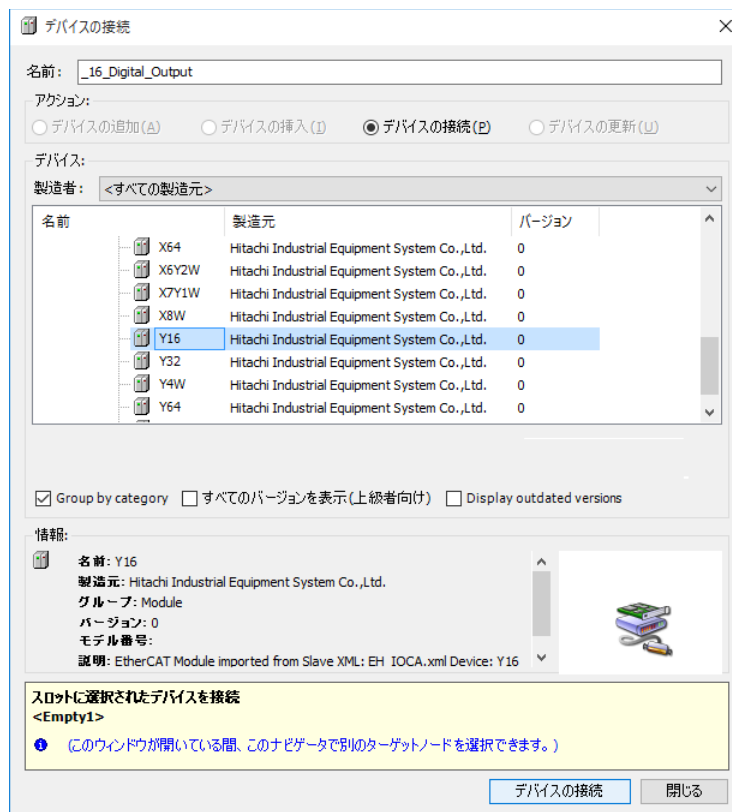 デバイスの接続
名前： _16_Digital_Output
アクション:
デバイスの追加(A) デバイスの挿入(I) デバイスの接続(P) デバイスの更新(U)
デバイス:
製造者： <すべての製造元>
名前 製造元 バージョン
X64 Hitachi Industrial Equipment System Co.,Ltd. 0
X6Y2W Hitachi Industrial Equipment System Co.,Ltd. 0
X7Y1W Hitachi Industrial Equipment System Co.,Ltd. 0
X8W Hitachi Industrial Equipment System Co.,Ltd. 0
Y16 Hitachi Industrial Equipment System Co.,Ltd. 0
Y32 Hitachi Industrial Equipment System Co.,Ltd. 0
Y4W Hitachi Industrial Equipment System Co.,Ltd. 0
Y64 Hitachi Industrial Equipment System Co.,Ltd. 0
Group by category すべてのバージョンを表示(上級者向け) Display outdated versions
情報:
名前: Y16
製造元: Hitachi Industrial Equipment System Co.,Ltd.
グループ: Module
バージョン: 0
モデル番号:
説明: EtherCAT Module imported from Slave XML: EH_IOCA.xml Device: Y16
スロットに選択されたデバイスを接続
<Empty1>
(このウィンドウが開いている間、このナビゲータで別のターゲットノードを選択できます。)
デバイスの接続 閉じる